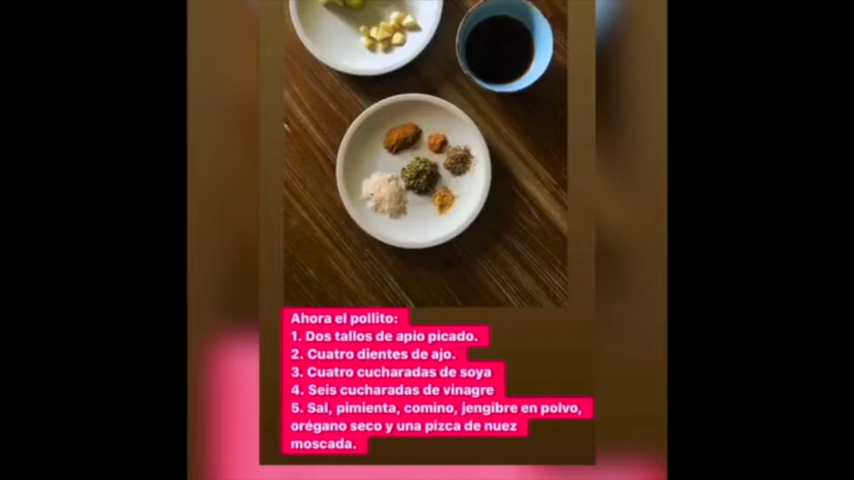 Ahora el pollito:
1. Dos tallos de apio picado.
2. Cuatro dientes de ajo.
3. Cuatro cucharadas de soya
4. Seis cucharadas de vinagre
5. Sal, pimienta, comino, jengibre en polvo,
orégano seco y una pizca de nuez
moscada.